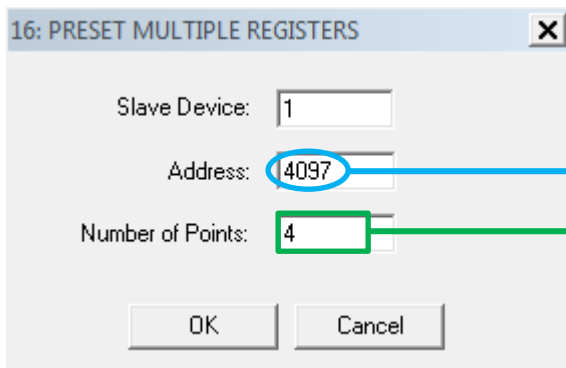 16: PRESET MULTIPLE REGISTERS
Slave Device: 1
Address: 4097
Number of Points: 4
OK Cancel